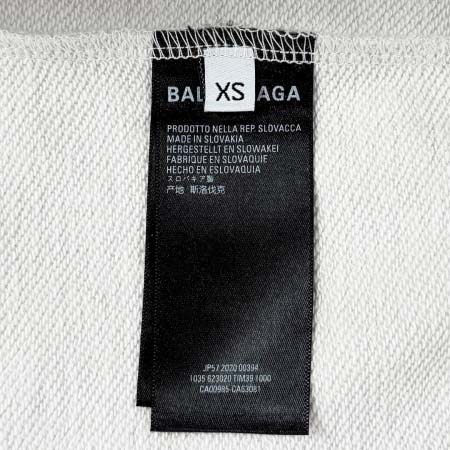 XS
BAL AGA
PRODOTTO NELLA REP. SLOVACCA
MADE IN SLOVAKIA
HERGESTELLT EN SLOWAKEI
FABRIQUE EN SLOVAQUIE
HECHO EN ESLOVAQUIA
スロバキア製
产地 斯洛伐克
JP57 2020 00394
1035 623020 TIM39 1000
CA00985-CA63081